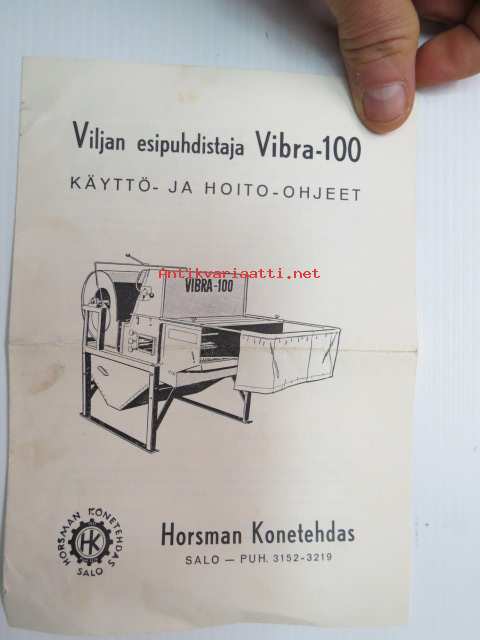 Viljan esipuhdistaja Vibra-100
KÄYTTÖ- JA HOITO-OHJEET
Antikvariaatti.net
VIBRA-100
HORSMAN KONETEHDAS
HK
SALO
Horsman Konetehdas
SALO — PUH. 3152-3219